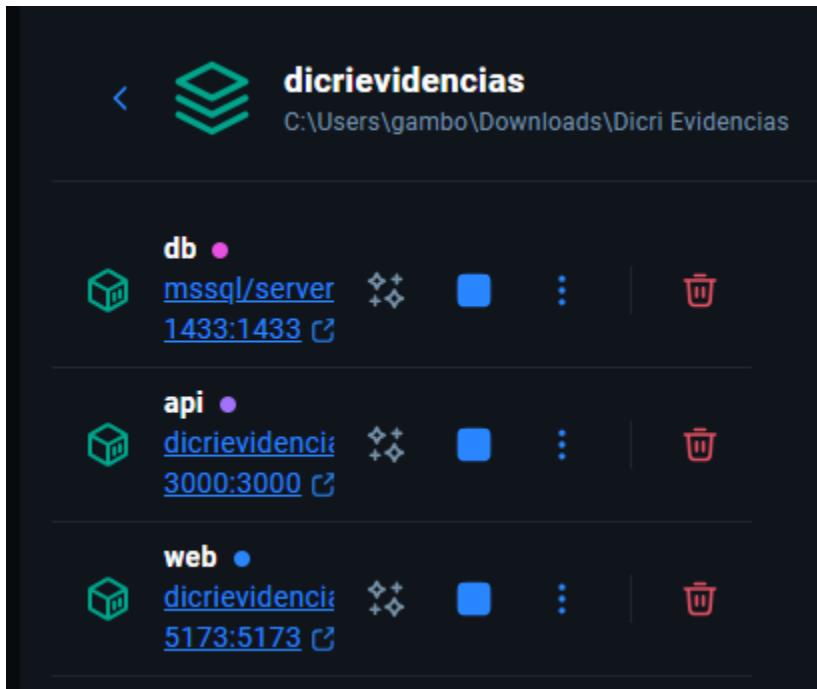 dicrievidencias
C:\Users\gambo\Downloads\Dicri Evidencias
db
mssql/server
1433:1433
api
dicrievidencia
3000:3000
web
dicrievidencia
5173:5173